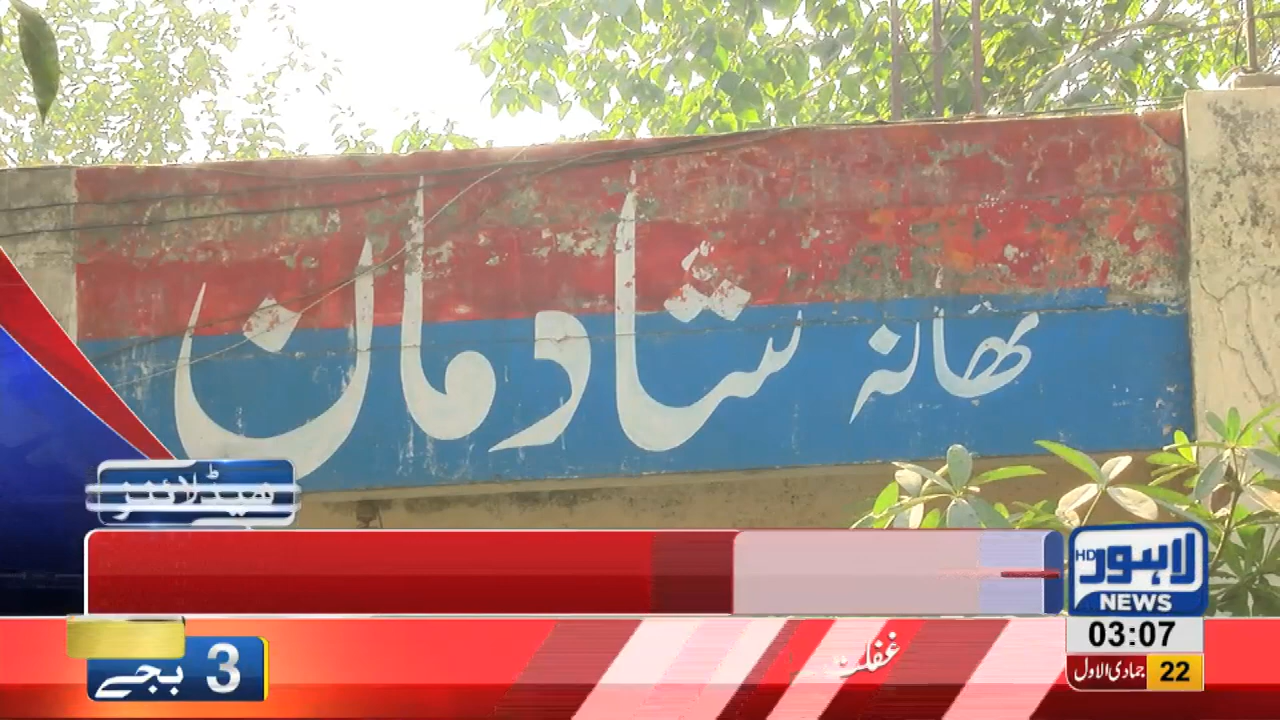 تھانہ شادمان
ہیڈلائنز
لاہور HD
NEWS
03:07
22 جمادی الاول
3 بجے
غفلت